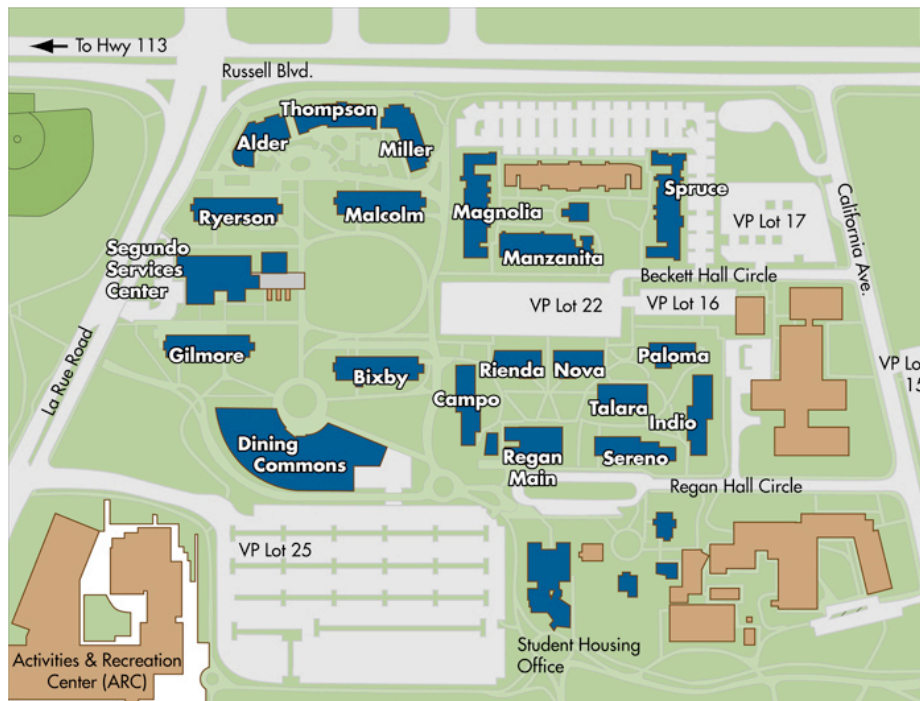 To Hwy 113
Russell Blvd.
Thompson
Alder
Miller
Ryerson
Malcolm
Magnolia
Spruce
Manzanita
VP Lot 17
California Ave.
Segundo
Services
Center
Beckett Hall Circle
VP Lot 22
VP Lot 16
La Rue Road
Gilmore
Bixby
Rienda
Nova
Paloma
VP Lo
15
Campo
Talara
Indio
Dining
Commons
Regan
Main
Sereno
Regan Hall Circle
VP Lot 25
Student Housing
Office
Activities & Recreation
Center (ARC)